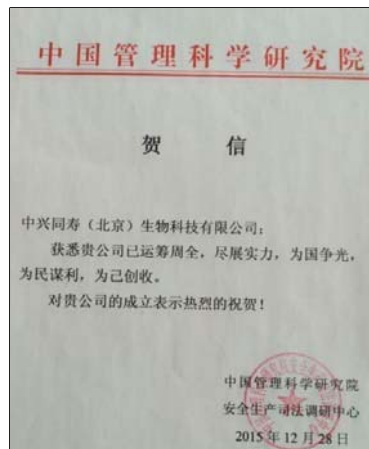 中国管理科学研究院
贺 信
中兴同寿（北京）生物科技有限公司：
获悉贵公司已运筹周全，尽展实力，为国争光，
为民谋利，为己创收。
对贵公司的成立表示热烈的祝贺！
中国管理科学研究院
安全生产司法调研中心
2015年12月28日